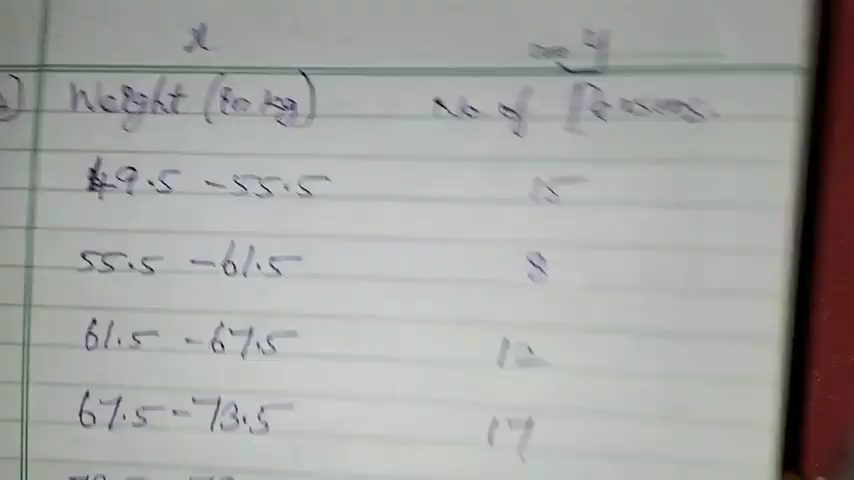 x y
Weight (in kg) No of Persons
49.5 - 55.5 15
55.5 - 61.5 8
61.5 - 67.5 12
67.5 - 73.5 17